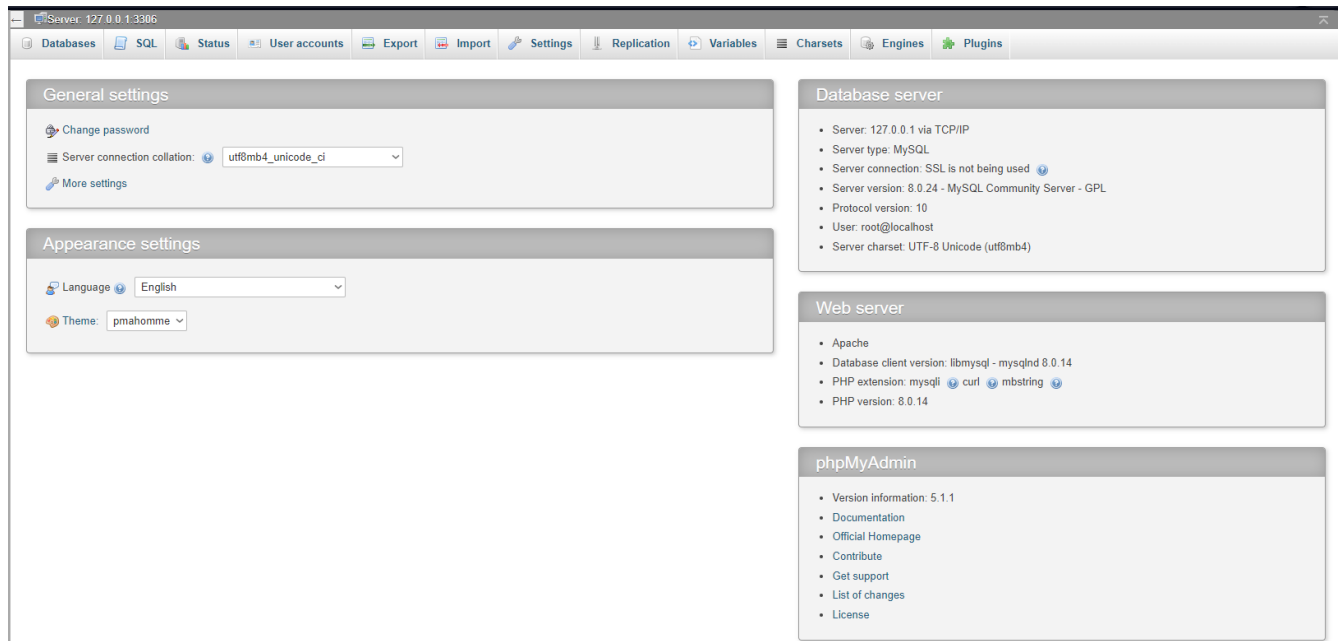 Server: 127.0.0.1:3306
Databases SQL Status User accounts Export Import Settings Replication Variables Charsets Engines Plugins
General settings
Change password
Server connection collation: utf8mb4_unicode_ci
More settings
Appearance settings
Language English
Theme: pmahomme
Database server
Server: 127.0.0.1 via TCP/IP
Server type: MySQL
Server connection: SSL is not being used
Server version: 8.0.24 - MySQL Community Server - GPL
Protocol version: 10
User: root@localhost
Server charset: UTF-8 Unicode (utf8mb4)
Web server
Apache
Database client version: libmysql - mysqlnd 8.0.14
PHP extension: mysqli curl mbstring
PHP version: 8.0.14
phpMyAdmin
Version information: 5.1.1
Documentation
Official Homepage
Contribute
Get support
List of changes
License